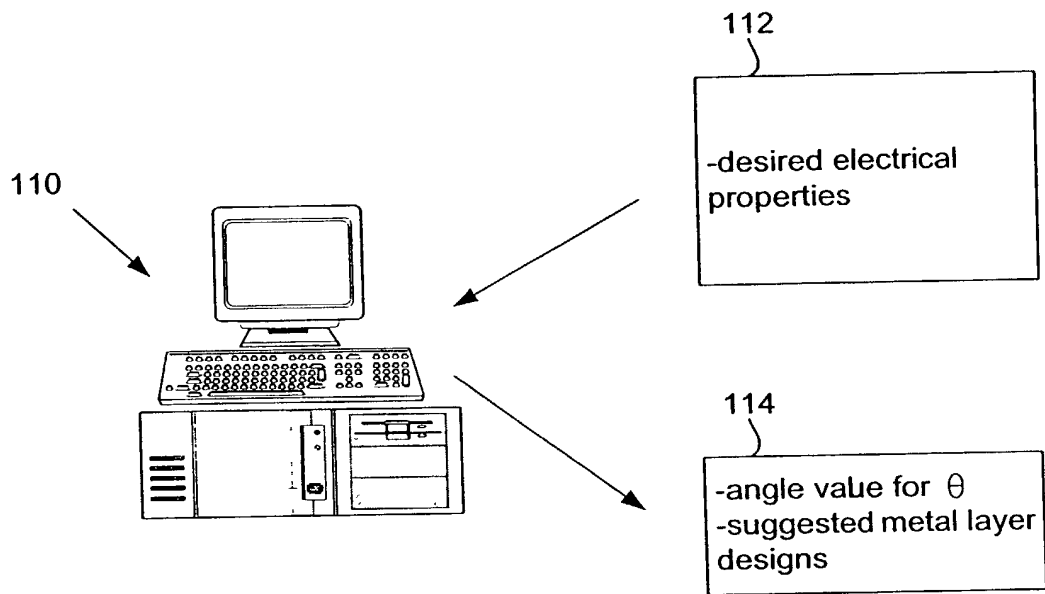 112
-desired electrical
properties
110
114
-angle value for θ
-suggested metal layer
designs